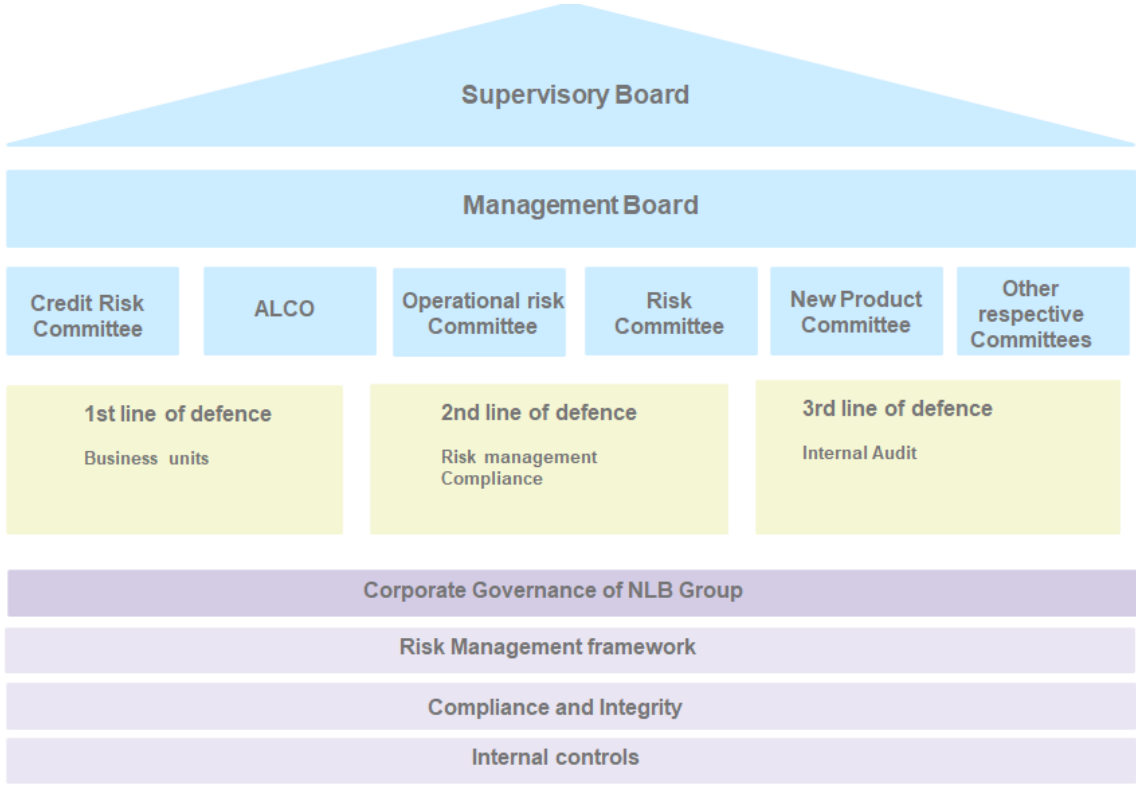 Supervisory Board
Management Board
Credit Risk
Committee
ALCO
Operational risk
Committee
Risk
Committee
New Product
Committee
Other
respective
Committees
1st line of defence
Business units
2nd line of defence
Risk management
Compliance
3rd line of defence
Internal Audit
Corporate Governance of NLB Group
Risk Management framework
Compliance and Integrity
Internal controls